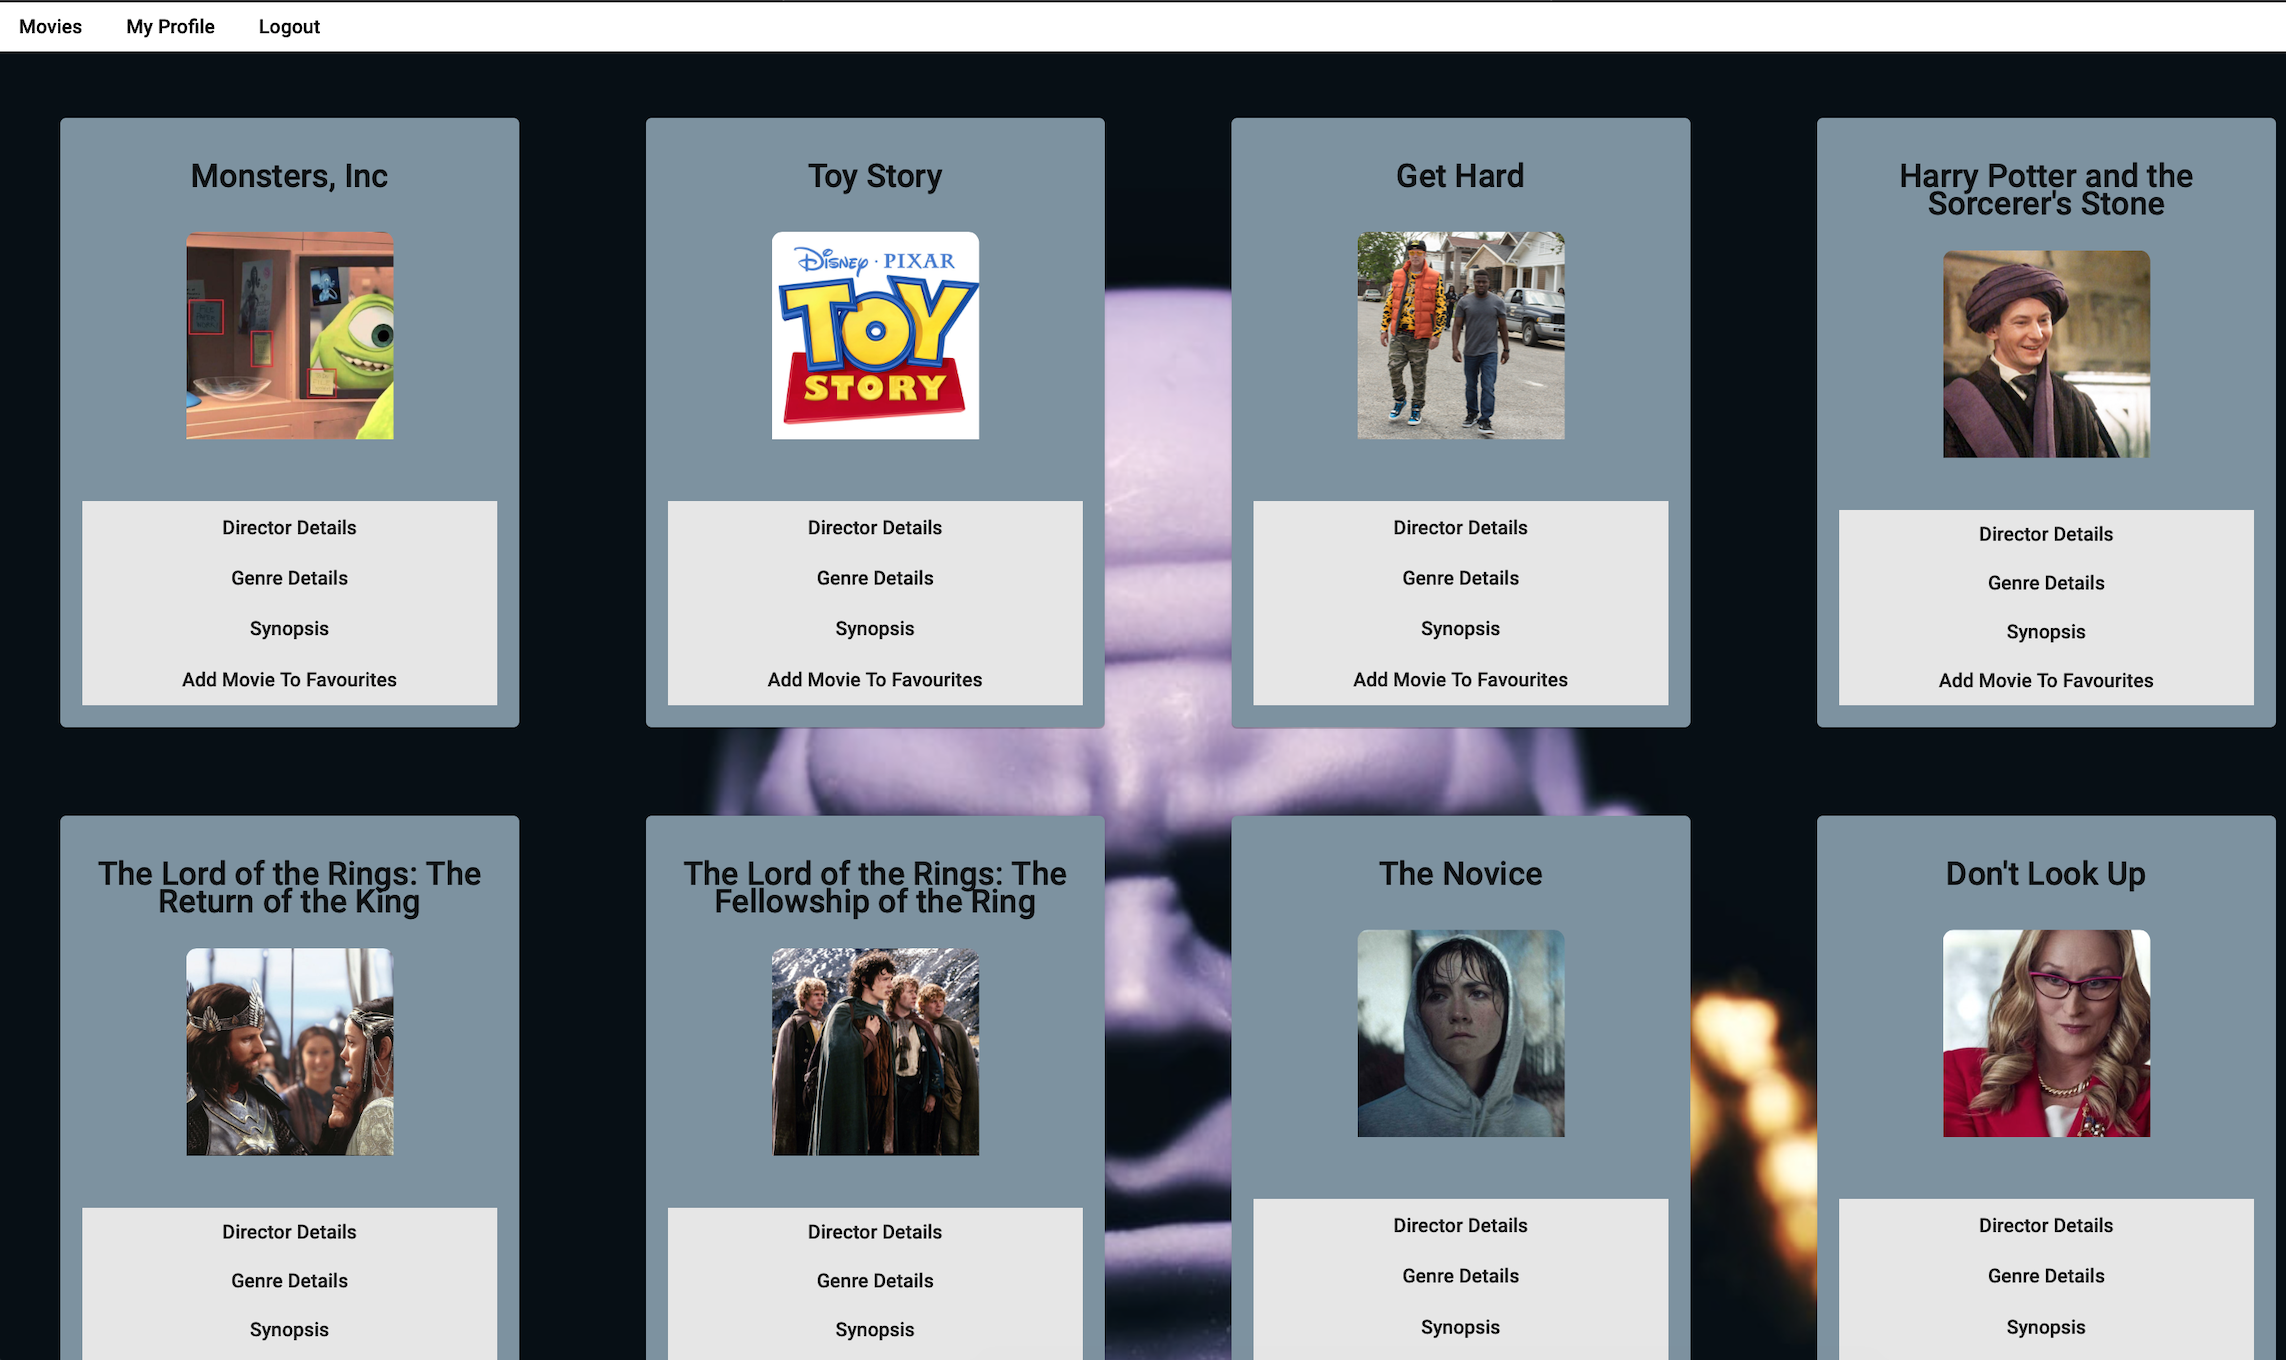 Movies My Profile Logout
Monsters, Inc
Director Details
Genre Details
Synopsis
Add Movie To Favourites
Toy Story
DISNEY · PIXAR
TOY
STORY
Director Details
Genre Details
Synopsis
Add Movie To Favourites
Get Hard
Director Details
Genre Details
Synopsis
Add Movie To Favourites
Harry Potter and the
Sorcerer's Stone
Director Details
Genre Details
Synopsis
Add Movie To Favourites
The Lord of the Rings: The
Return of the King
Director Details
Genre Details
Synopsis
The Lord of the Rings: The
Fellowship of the Ring
Director Details
Genre Details
Synopsis
The Novice
Director Details
Genre Details
Synopsis
Don't Look Up
Director Details
Genre Details
Synopsis